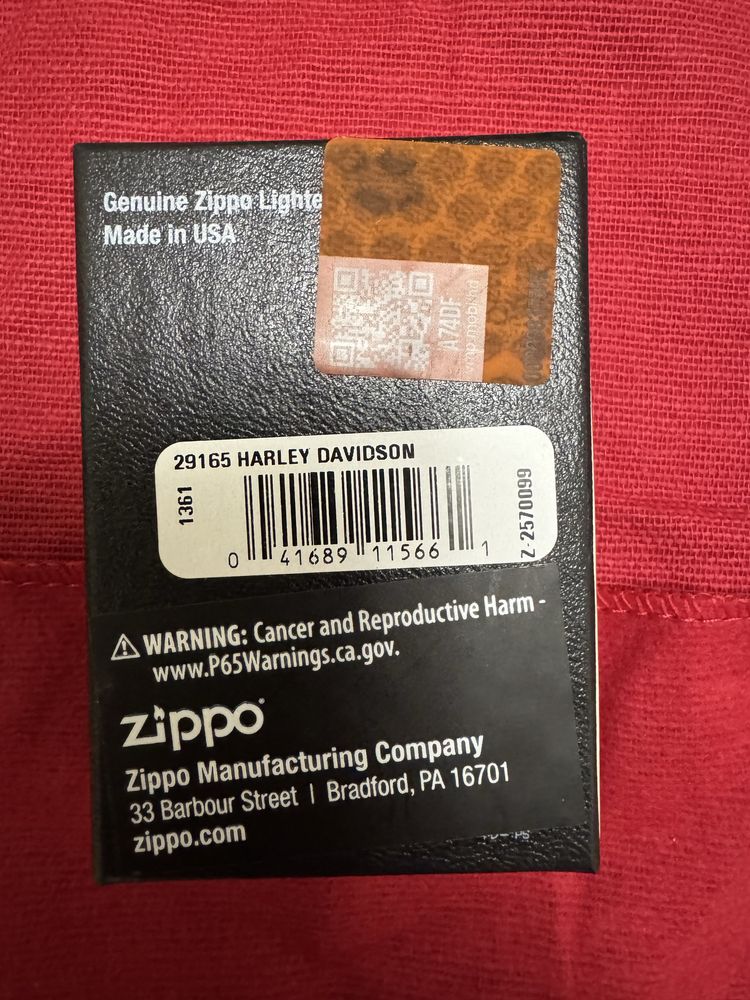 Genuine Zippo Lighte
Made in USA
A74DF
29165 HARLEY DAVIDSON
1361
Z-2570099
0 41689 11566 1
WARNING: Cancer and Reproductive Harm -
www.P65Warnings.ca.gov.
zippo
Zippo Manufacturing Company
33 Barbour Street | Bradford, PA 16701
zippo.com